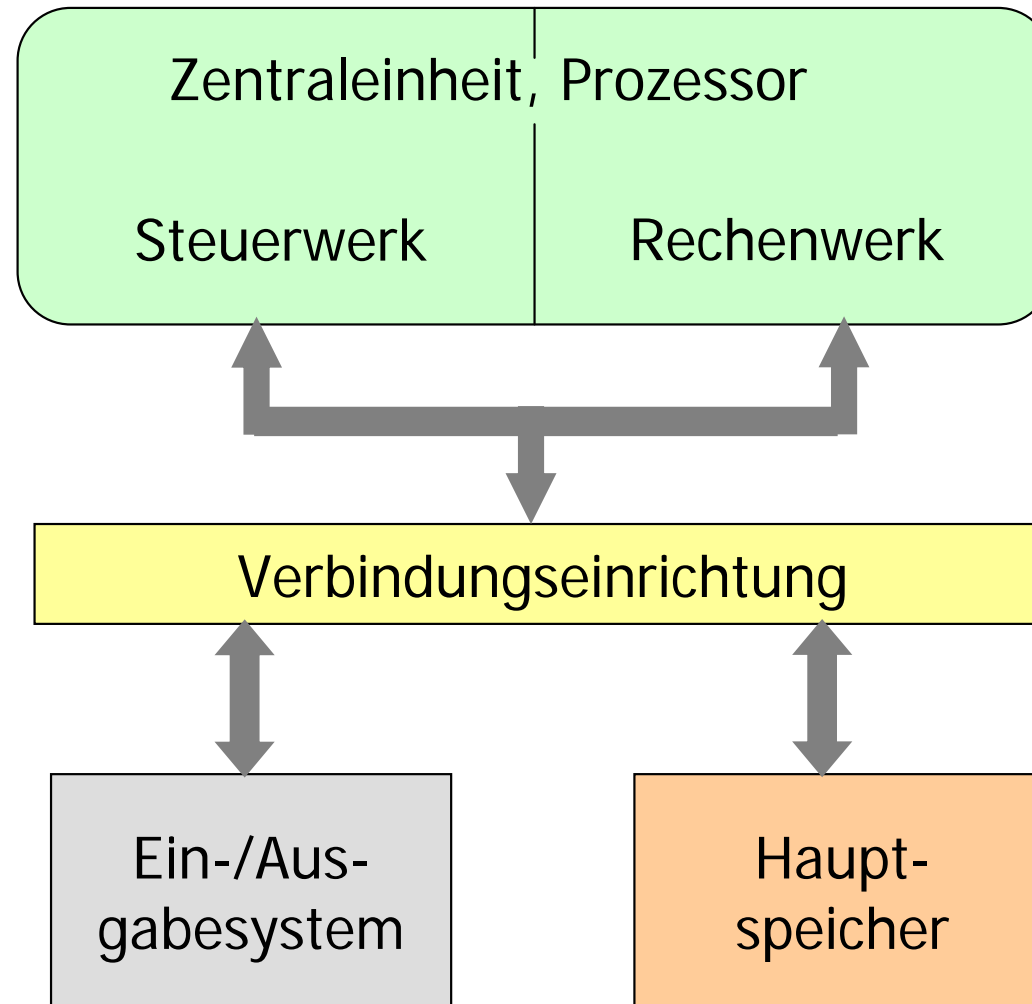 Zentraleinheit, Prozessor
Steuerwerk
Rechenwerk
Verbindungseinrichtung
Ein-/Aus-
gabesystem
Haupt-
speicher